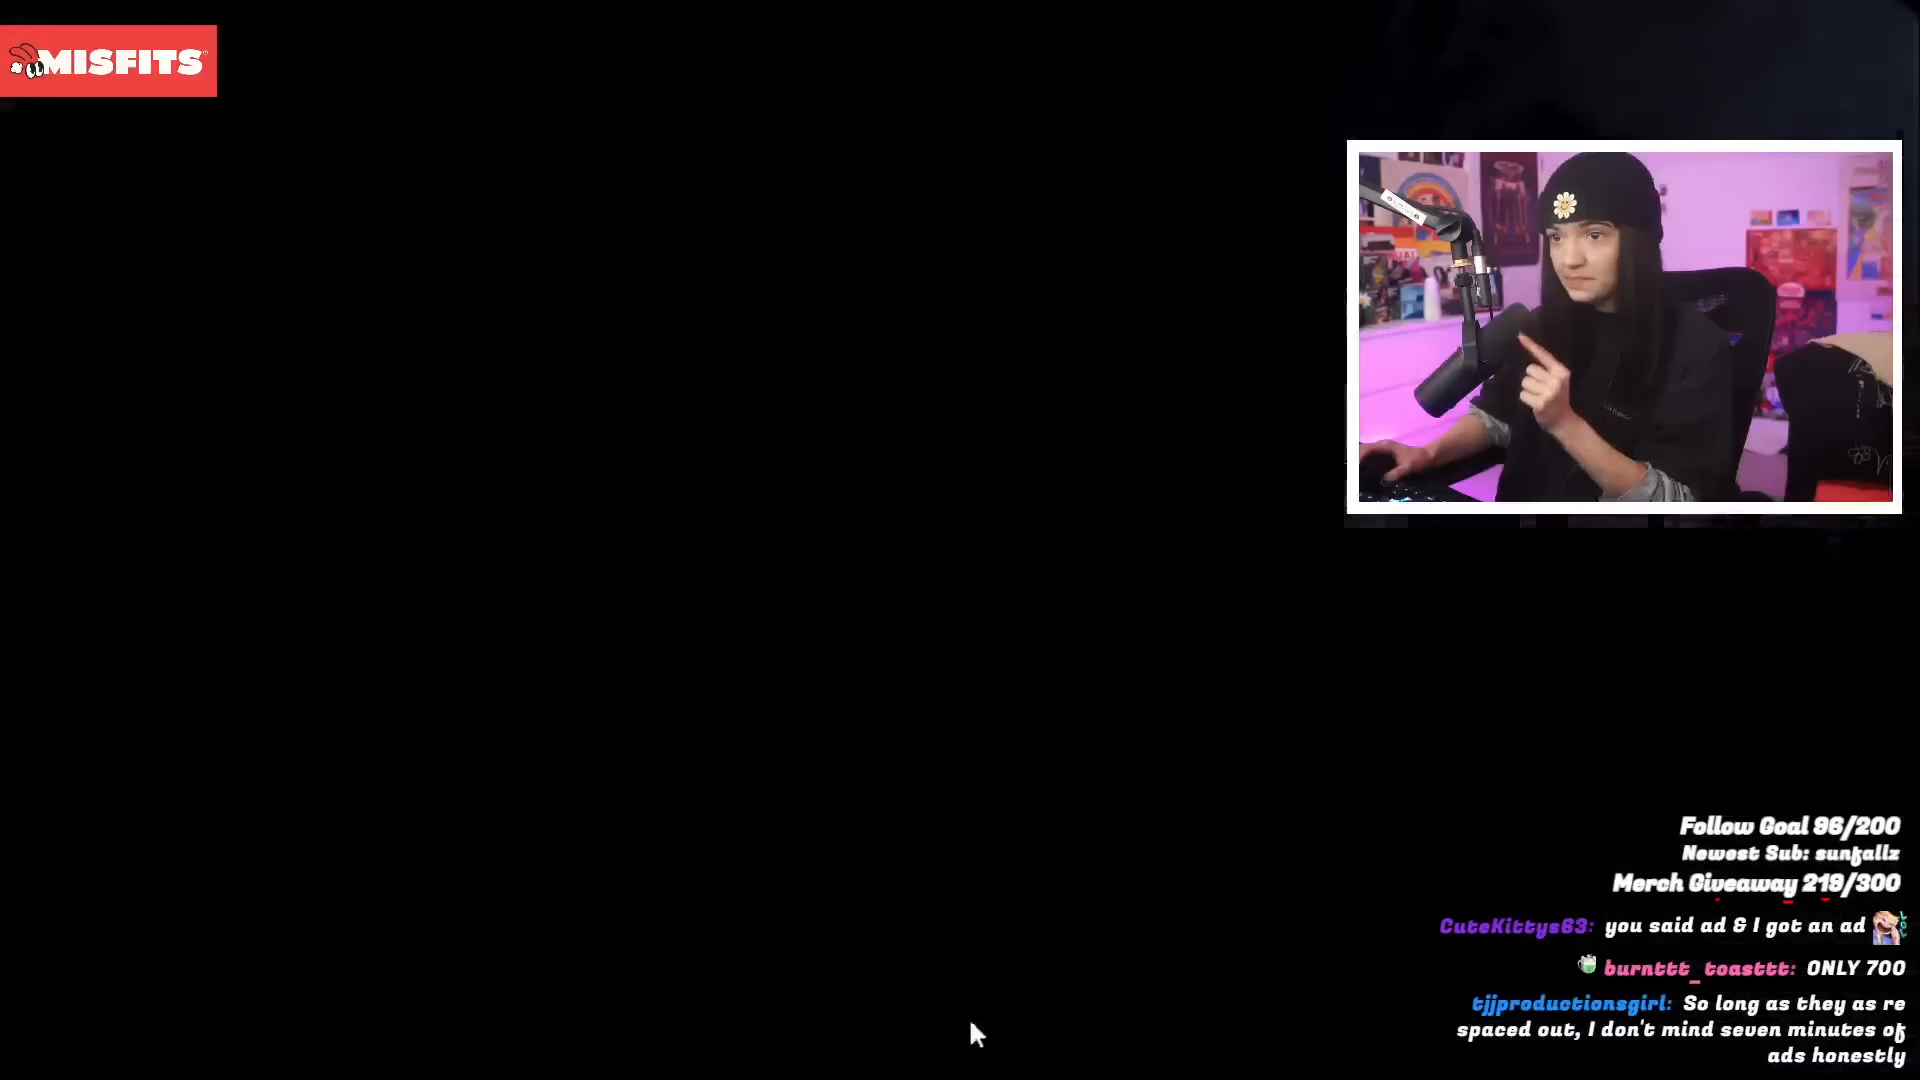 MISFITS
Follow Goal 96/200
Newest Sub: sunfallz
Merch Giveaway 219/300
CuteKittys63: you said ad & I got an ad
burnttt_toasttt: ONLY 700
tjjproductionsgirl: So long as they as re
spaced out, I don't mind seven minutes of
ads honestly